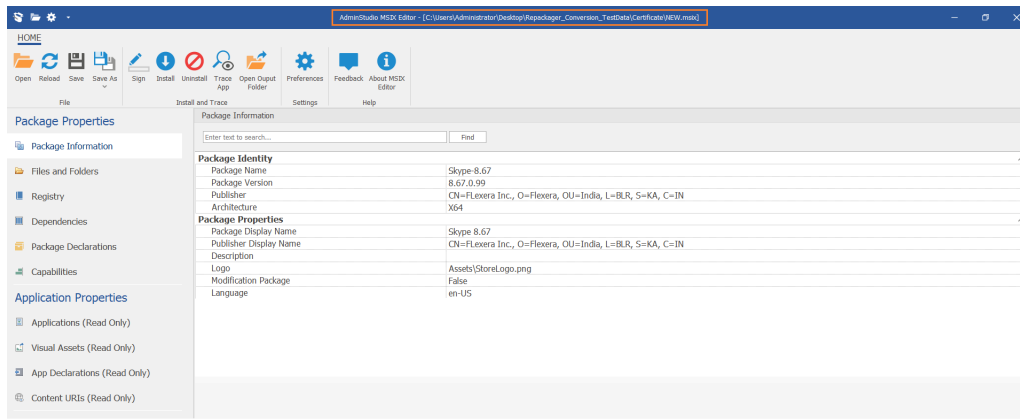 AdminStudio MSIX Editor - [C:\Users\Administrator\Desktop\Repackager_Conversion_TestData\Certificate\NEW.msix]
HOME
Open Reload Save Save As Sign Install Uninstall Trace App Open Ouput Folder Preferences Feedback About MSIX Editor
File Install and Trace Settings Help
Package Properties
Package Information
Files and Folders
Registry
Dependencies
Package Declarations
Capabilities
Application Properties
Applications (Read Only)
Visual Assets (Read Only)
App Declarations (Read Only)
Content URIs (Read Only)
Package Information
Enter text to search... Find
Package Identity
Package Name Skype-8.67
Package Version 8.67.0.99
Publisher CN=FLexera Inc., O=Flexera, OU=India, L=BLR, S=KA, C=IN
Architecture X64
Package Properties
Package Display Name Skype 8.67
Publisher Display Name CN=FLexera Inc., O=Flexera, OU=India, L=BLR, S=KA, C=IN
Description
Logo Assets\StoreLogo.png
Modification Package False
Language en-US